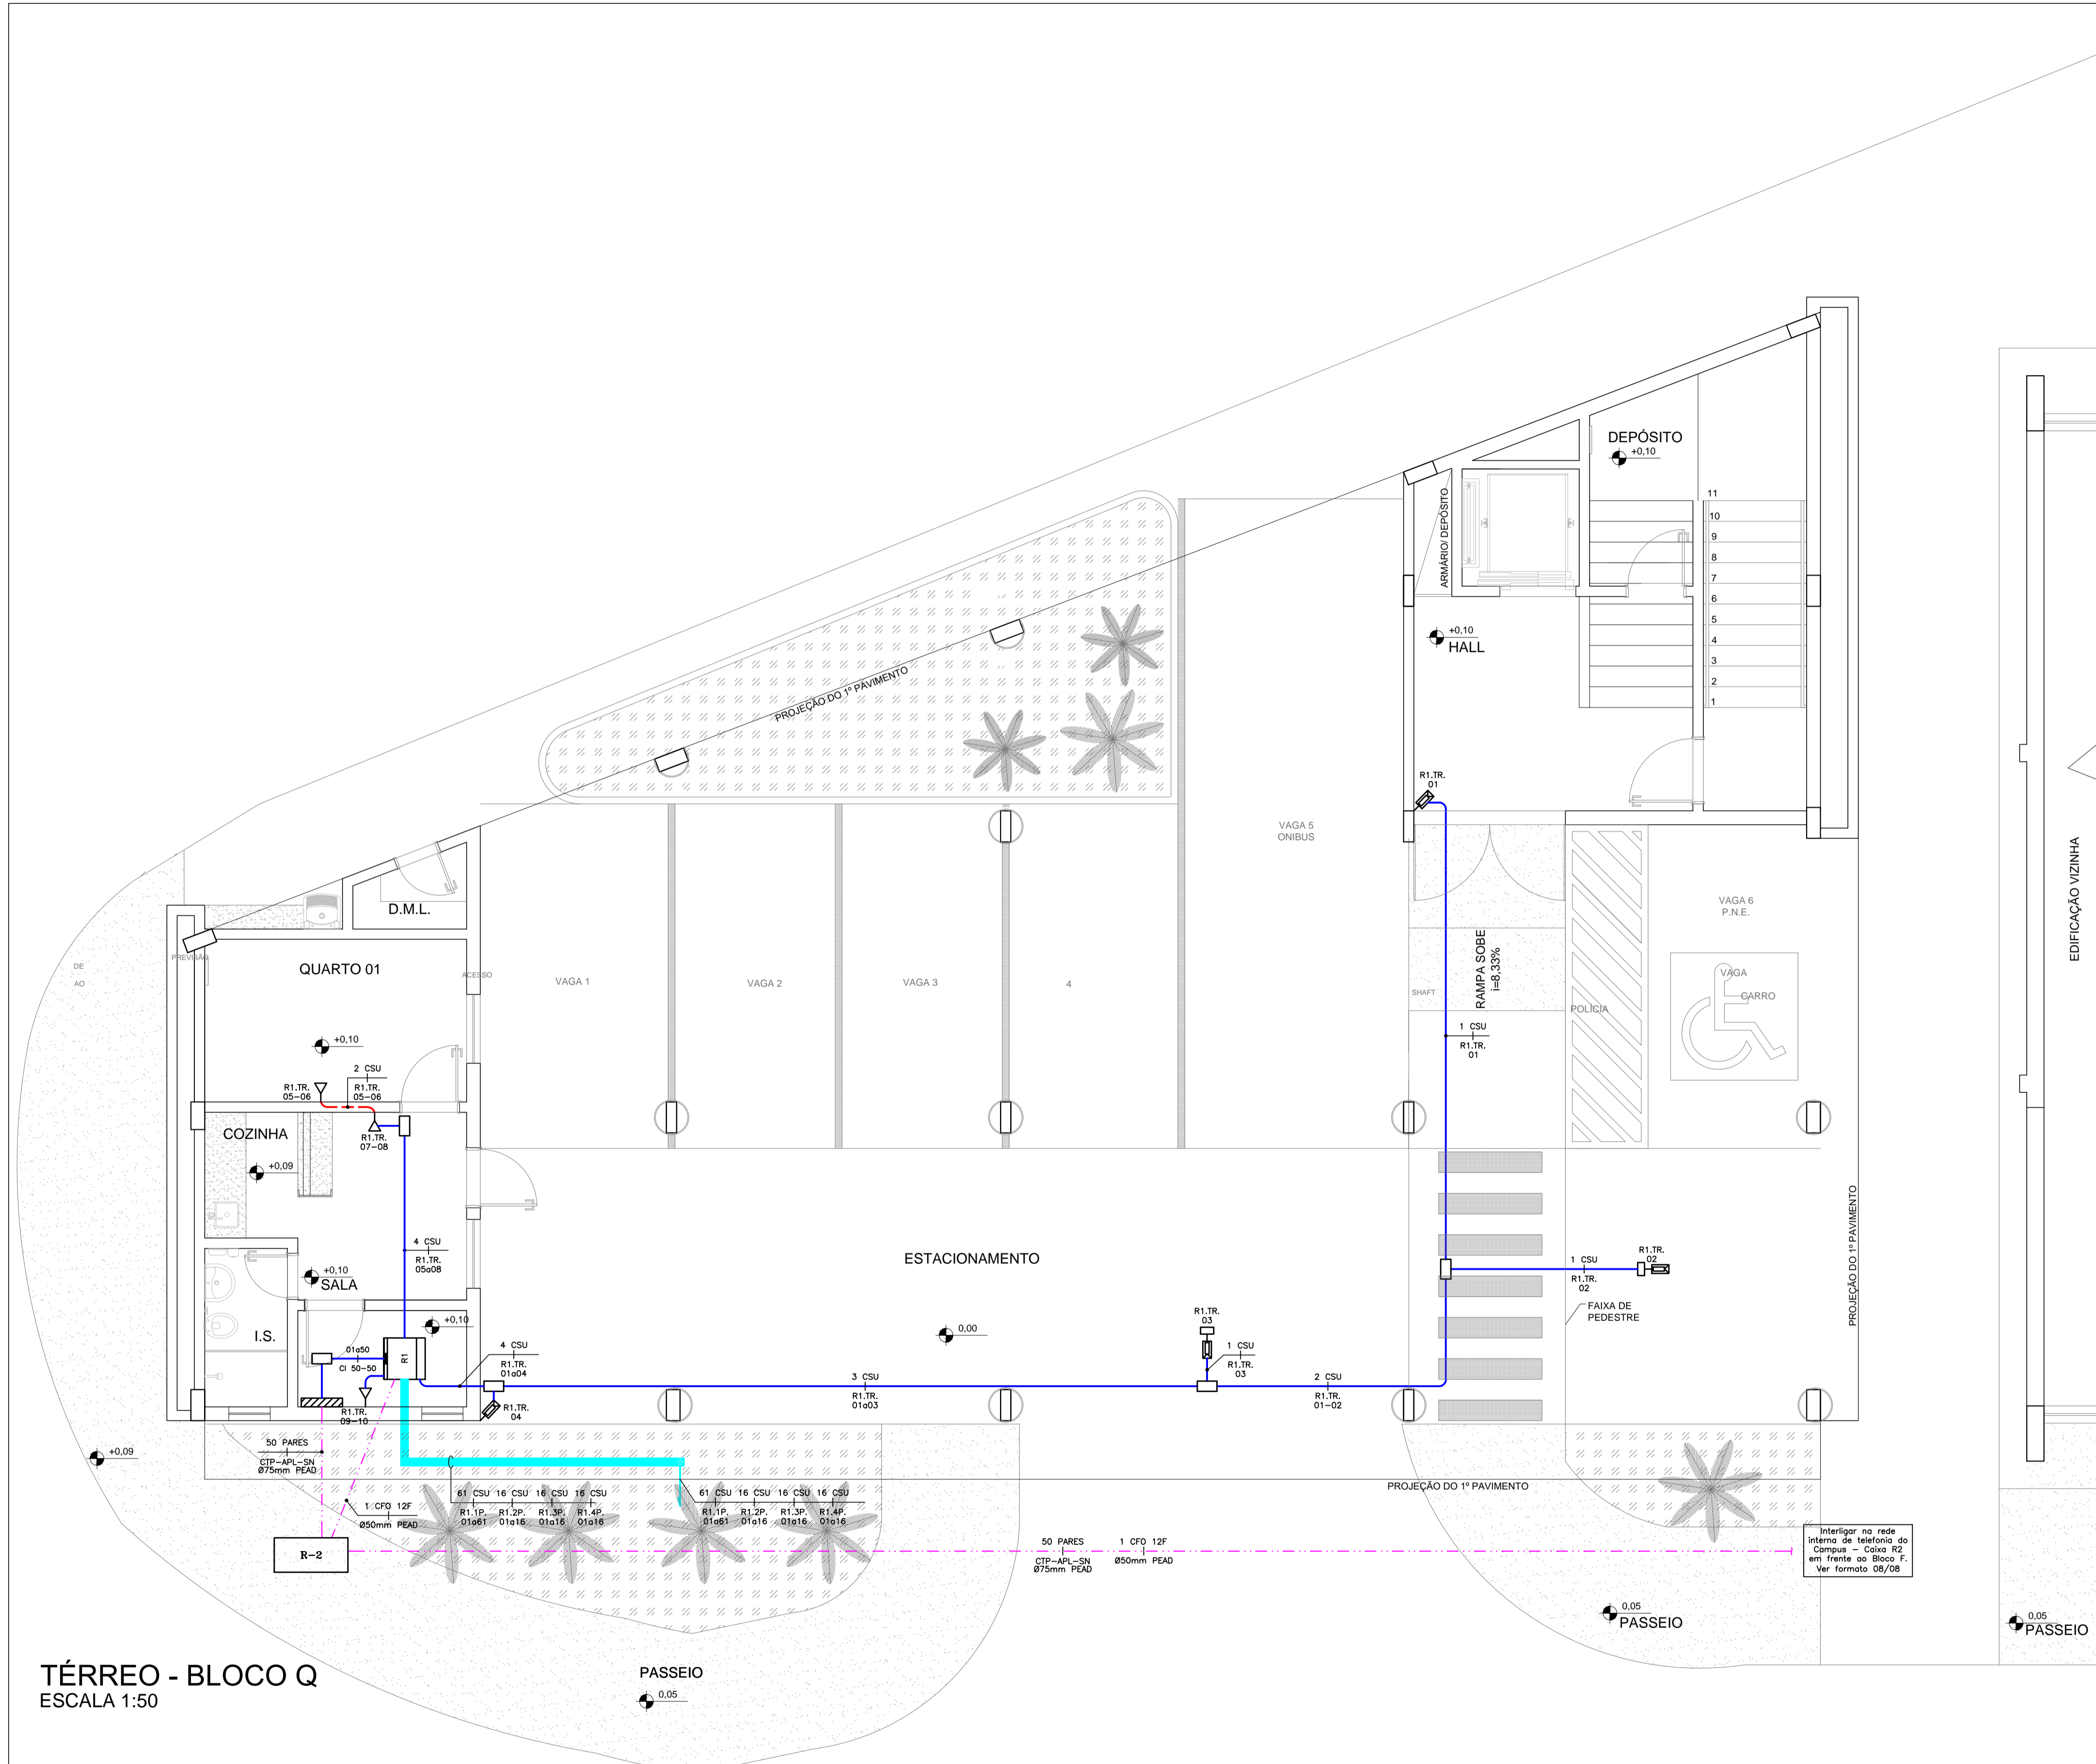 DEPÓSITO
+0,10
ARMÁRIO/ DEPÓSITO
11
10
9
8
7
6
5
4
3
2
1
+0,10
HALL
PROJEÇÃO DO 1º PAVIMENTO
R1.TR.
01
VAGA 5
ONIBUS
EDIFICAÇÃO VIZINHA
VAGA 6
P.N.E.
D.M.L.
PREVISÃO
DE
AO
QUARTO 01
ACESSO
VAGA 1
VAGA 2
VAGA 3
4
SHAFT
RAMPA SOBE
i=8,33%
VAGA
CARRO
POLÍCIA
+0,10
1 CSU
R1.TR.
01
2 CSU
R1.TR.
05-06
R1.TR.
05-06
COZINHA
R1.TR.
07-08
+0,09
PROJEÇÃO DO 1º PAVIMENTO
4 CSU
R1.TR.
05a08
ESTACIONAMENTO
+0,10
SALA
1 CSU
R1.TR.
02
R1.TR.
02
FAIXA DE
PEDESTRE
I.S.
+0,10
0,00
R1.TR.
03
1 CSU
R1.TR.
03
01a50
CI 50-50
R1
4 CSU
R1.TR.
01a04
3 CSU
R1.TR.
01a03
2 CSU
R1.TR.
01-02
R1.TR.
09-10
R1.TR.
04
+0,09
50 PARES
CTP-APL-SN
Ø75mm PEAD
1 CFO 12F
Ø50mm PEAD
61 CSU 16 CSU 16 CSU 16 CSU
R1.1P. R1.2P. R1.3P. R1.4P.
01a61 01a16 01a16 01a16
61 CSU 16 CSU 16 CSU 16 CSU
R1.1P. R1.2P. R1.3P. R1.4P.
01a61 01a16 01a16 01a16
PROJEÇÃO DO 1º PAVIMENTO
R-2
50 PARES
CTP-APL-SN
Ø75mm PEAD
1 CFO 12F
Ø50mm PEAD
Interligar na rede
interna de telefonia do
Campus - Caixa R2
em frente ao Bloco F.
Ver formato 08/08
0,05
PASSEIO
0,05
PASSEIO
PASSEIO
0,05
TÉRREO - BLOCO Q
ESCALA 1:50